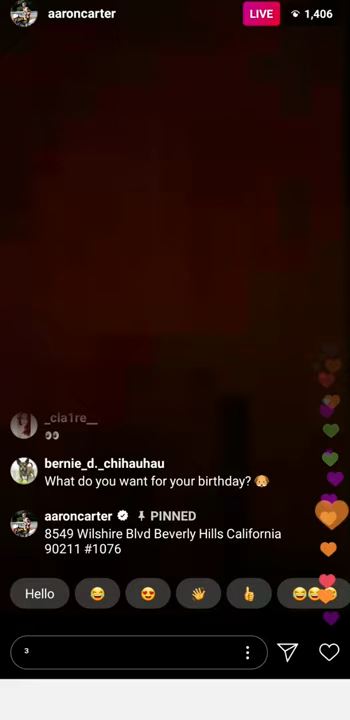 aaroncarter
LIVE
1,406
_cla1re__
👀
bernie_d._chihauhau
What do you want for your birthday? 🐶
aaroncarter PINNED
8549 Wilshire Blvd Beverly Hills California
90211 #1076
Hello 😂 😍 👋 👍 😂😂😂
³